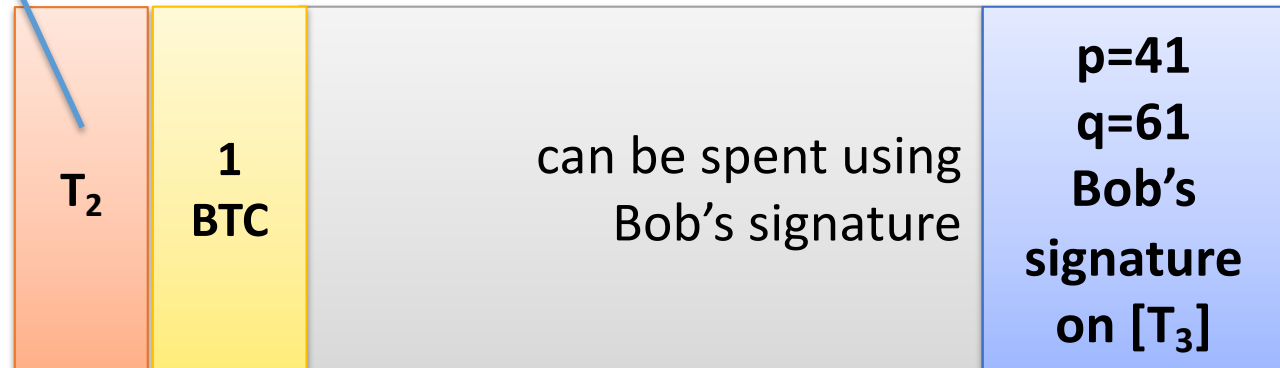 T₂
1
BTC
can be spent using
Bob’s signature
p=41
q=61
Bob’s
signature
on [T₃]